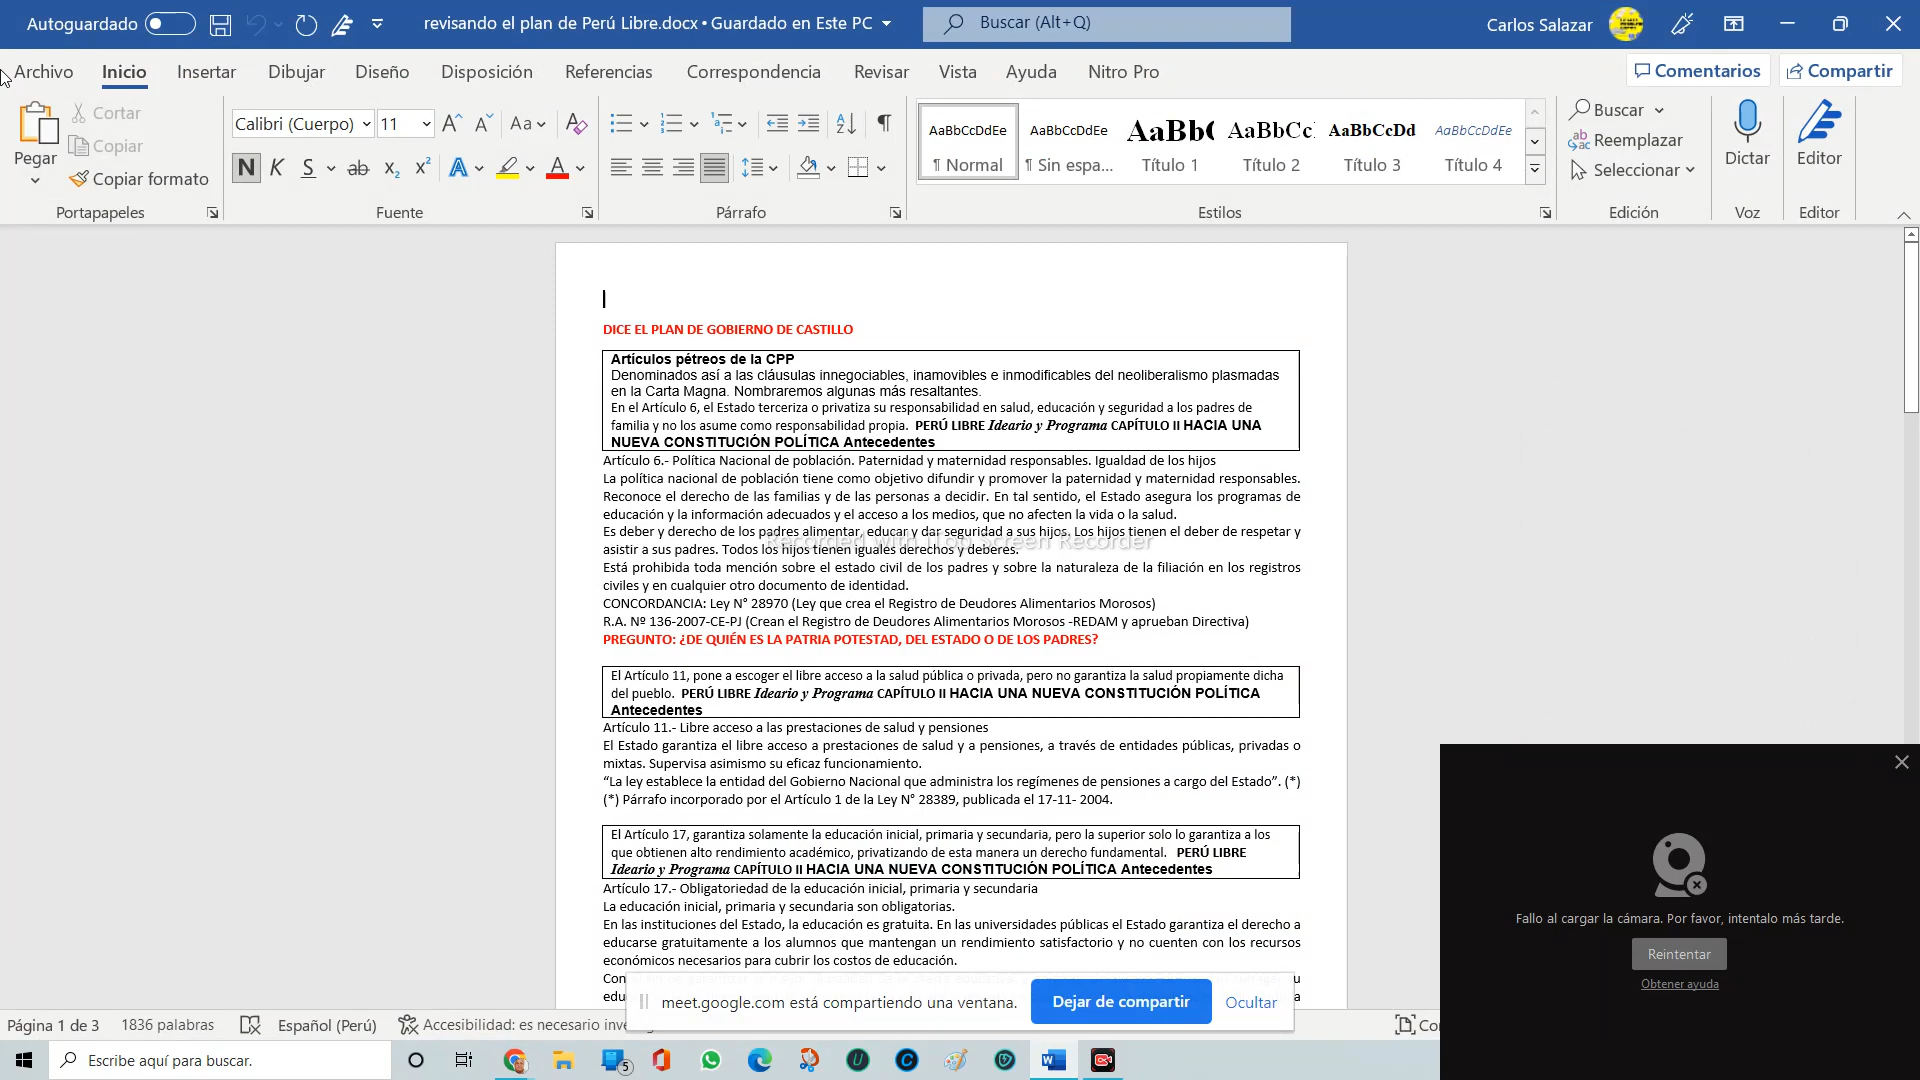 Autoguardado
revisando el plan de Perú Libre.docx • Guardado en Este PC
Buscar (Alt+Q)
Carlos Salazar
Archivo Inicio Insertar Dibujar Diseño Disposición Referencias Correspondencia Revisar Vista Ayuda Nitro Pro
Comentarios
Compartir
Pegar
Cortar
Copiar
Copiar formato
Portapapeles
Calibri (Cuerpo) 11
Fuente
Párrafo
AaBbCcDdEe AaBbCcDdEe AaBb( AaBbCc AaBbCcDd AaBbCcDdEe
¶ Normal ¶ Sin espa... Título 1 Título 2 Título 3 Título 4
Estilos
Buscar
Reemplazar
Seleccionar
Edición
Dictar
Voz
Editor
Editor
DICE EL PLAN DE GOBIERNO DE CASTILLO
Artículos pétreos de la CPP
Denominados así a las cláusulas innegociables, inamovibles e inmodificables del neoliberalismo plasmadas
en la Carta Magna. Nombraremos algunas más resaltantes.
En el Artículo 6, el Estado terceriza o privatiza su responsabilidad en salud, educación y seguridad a los padres de
familia y no los asume como responsabilidad propia. PERÚ LIBRE Ideario y Programa CAPÍTULO II HACIA UNA
NUEVA CONSTITUCIÓN POLÍTICA Antecedentes
Artículo 6.- Política Nacional de población. Paternidad y maternidad responsables. Igualdad de los hijos
La política nacional de población tiene como objetivo difundir y promover la paternidad y maternidad responsables.
Reconoce el derecho de las familias y de las personas a decidir. En tal sentido, el Estado asegura los programas de
educación y la información adecuados y el acceso a los medios, que no afecten la vida o la salud.
Es deber y derecho de los padres alimentar, educar y dar seguridad a sus hijos. Los hijos tienen el deber de respetar y
asistir a sus padres. Todos los hijos tienen iguales derechos y deberes.
Recorded with iTop Screen Recorder
Está prohibida toda mención sobre el estado civil de los padres y sobre la naturaleza de la filiación en los registros
civiles y en cualquier otro documento de identidad.
CONCORDANCIA: Ley N° 28970 (Ley que crea el Registro de Deudores Alimentarios Morosos)
R.A. Nº 136-2007-CE-PJ (Crean el Registro de Deudores Alimentarios Morosos -REDAM y aprueban Directiva)
PREGUNTO: ¿DE QUIÉN ES LA PATRIA POTESTAD, DEL ESTADO O DE LOS PADRES?
El Artículo 11, pone a escoger el libre acceso a la salud pública o privada, pero no garantiza la salud propiamente dicha
del pueblo. PERÚ LIBRE Ideario y Programa CAPÍTULO II HACIA UNA NUEVA CONSTITUCIÓN POLÍTICA
Antecedentes
Artículo 11.- Libre acceso a las prestaciones de salud y pensiones
El Estado garantiza el libre acceso a prestaciones de salud y a pensiones, a través de entidades públicas, privadas o
mixtas. Supervisa asimismo su eficaz funcionamiento.
“La ley establece la entidad del Gobierno Nacional que administra los regímenes de pensiones a cargo del Estado”. (*)
(*) Párrafo incorporado por el Artículo 1 de la Ley N° 28389, publicada el 17-11- 2004.
El Artículo 17, garantiza solamente la educación inicial, primaria y secundaria, pero la superior solo lo garantiza a los
que obtienen alto rendimiento académico, privatizando de esta manera un derecho fundamental. PERÚ LIBRE
Ideario y Programa CAPÍTULO II HACIA UNA NUEVA CONSTITUCIÓN POLÍTICA Antecedentes
Artículo 17.- Obligatoriedad de la educación inicial, primaria y secundaria
La educación inicial, primaria y secundaria son obligatorias.
En las instituciones del Estado, la educación es gratuita. En las universidades públicas el Estado garantiza el derecho a
educarse gratuitamente a los alumnos que mantengan un rendimiento satisfactorio y no cuenten con los recursos
económicos necesarios para cubrir los costos de educación.
Fallo al cargar la cámara. Por favor, intentalo más tarde.
Reintentar
Obtener ayuda
meet.google.com está compartiendo una ventana.
Dejar de compartir
Ocultar
Página 1 de 3 1836 palabras Español (Perú) Accesibilidad: es necesario
Escribe aquí para buscar.
5